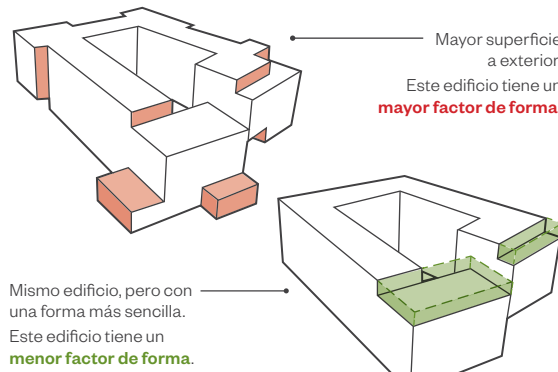 Mayor superficie
a exterior
Este edificio tiene un
mayor factor de forma
Mismo edificio, pero con
una forma más sencilla.
Este edificio tiene un
menor factor de forma.